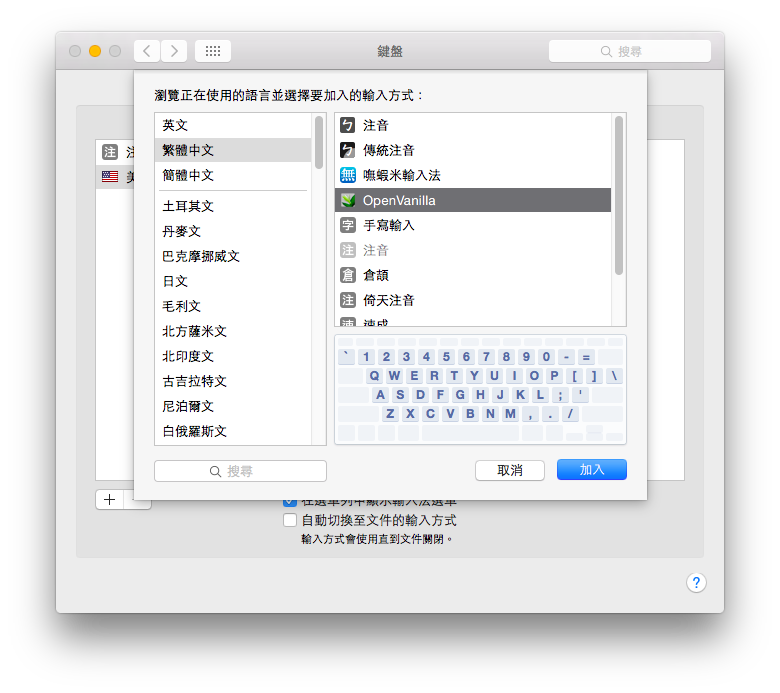 鍵盤
搜尋
瀏覽正在使用的語言並選擇要加入的輸入方式：
英文
繁體中文
簡體中文
土耳其文
丹麥文
巴克摩挪威文
日文
毛利文
北方薩米文
北印度文
古吉拉特文
尼泊爾文
白俄羅斯文
ㄅ 注音
ㄅ 傳統注音
無 嘸蝦米輸入法
OpenVanilla
字 手寫輸入
注 注音
倉 倉頡
注 倚天注音
速 速成
注
美
` 1 2 3 4 5 6 7 8 9 0 - =
Q W E R T Y U I O P [ ] \
A S D F G H J K L ; '
Z X C V B N M , . /
搜尋
取消
加入
+
在選單列中顯示輸入法選單
自動切換至文件的輸入方式
輸入方式會使用直到文件關閉。
?